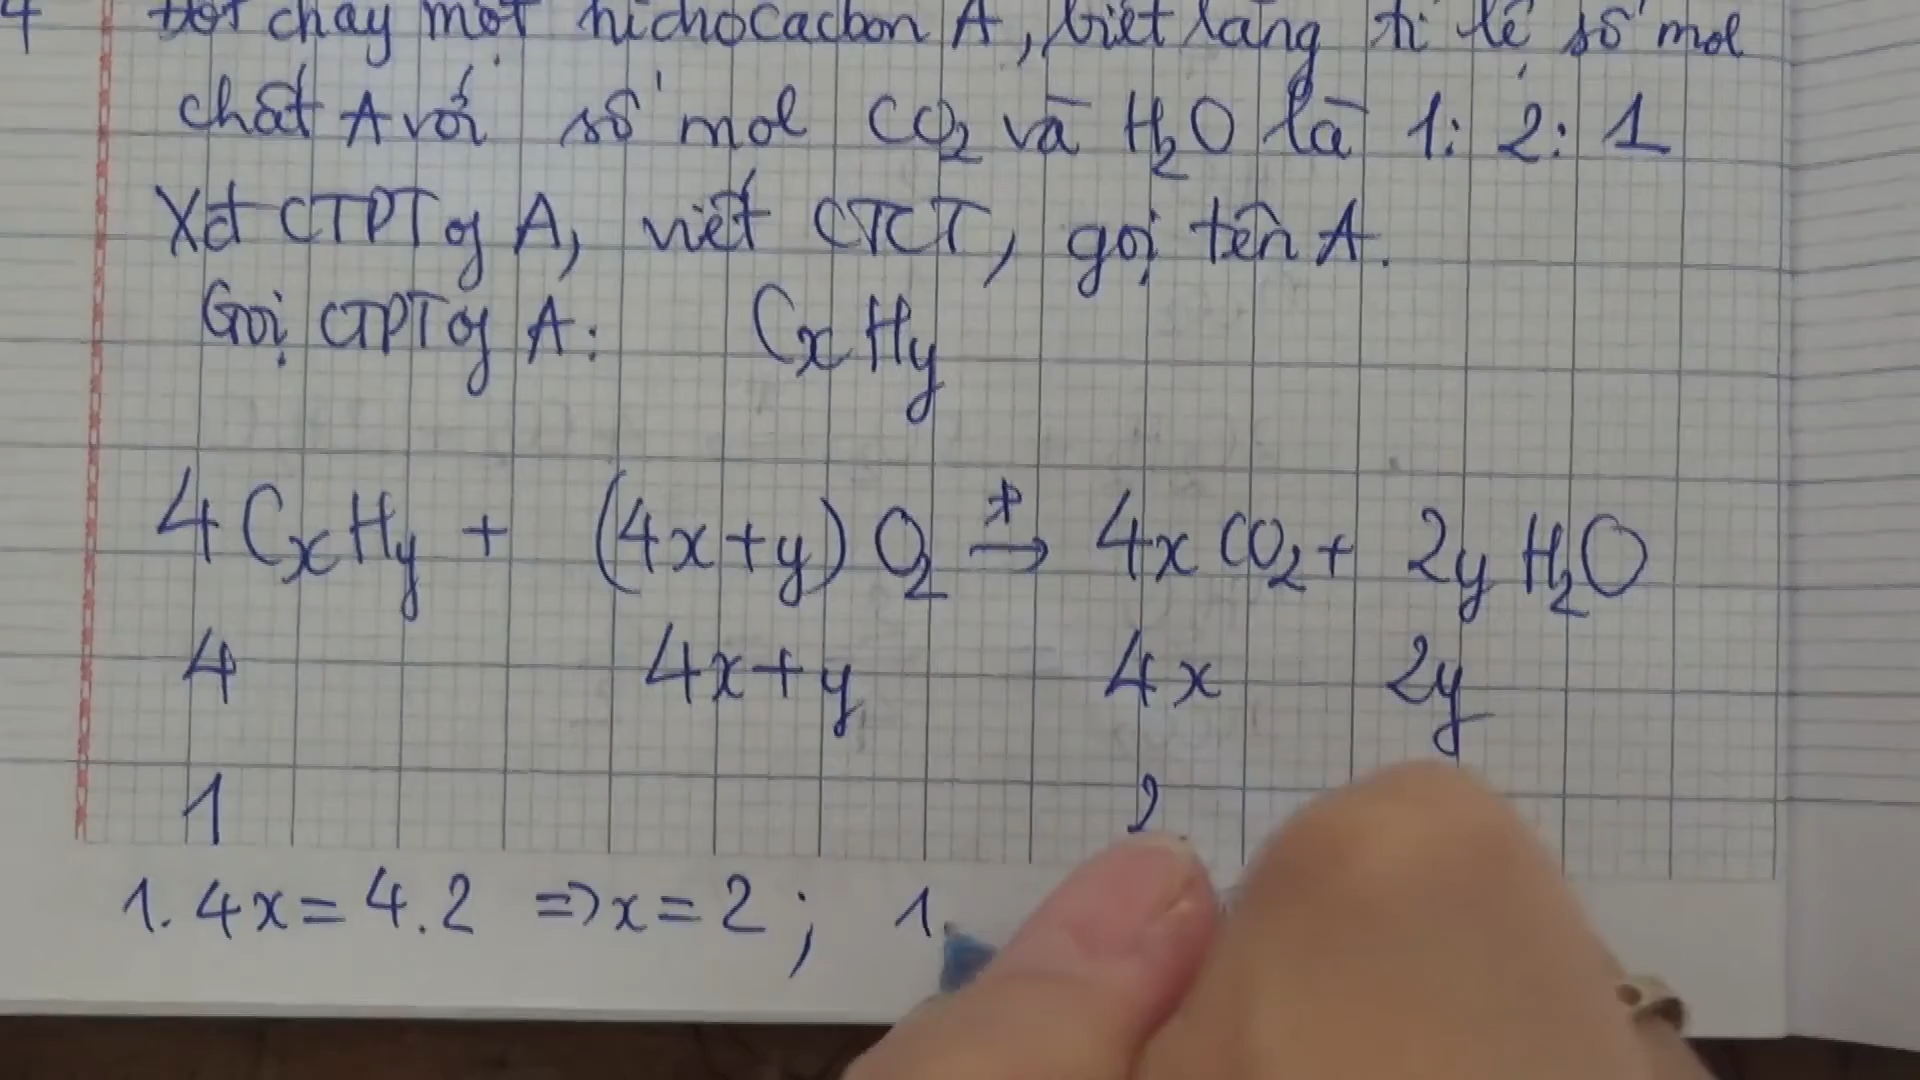 4 Đốt cháy một hiđrocacbon A, biết rằng tỉ lệ số mol
chất A với số mol CO2 và H2O là 1: 2: 1
Xđ CTPT of A, viết CTCT, gọi tên A.
Gọi CTPT of A: CxHy
4CxHy + (4x+y) O2 → 4x CO2 + 2y H2O
4 4x+y 4x 2y
1 2
1. 4x = 4.2 => x = 2 ; 1.